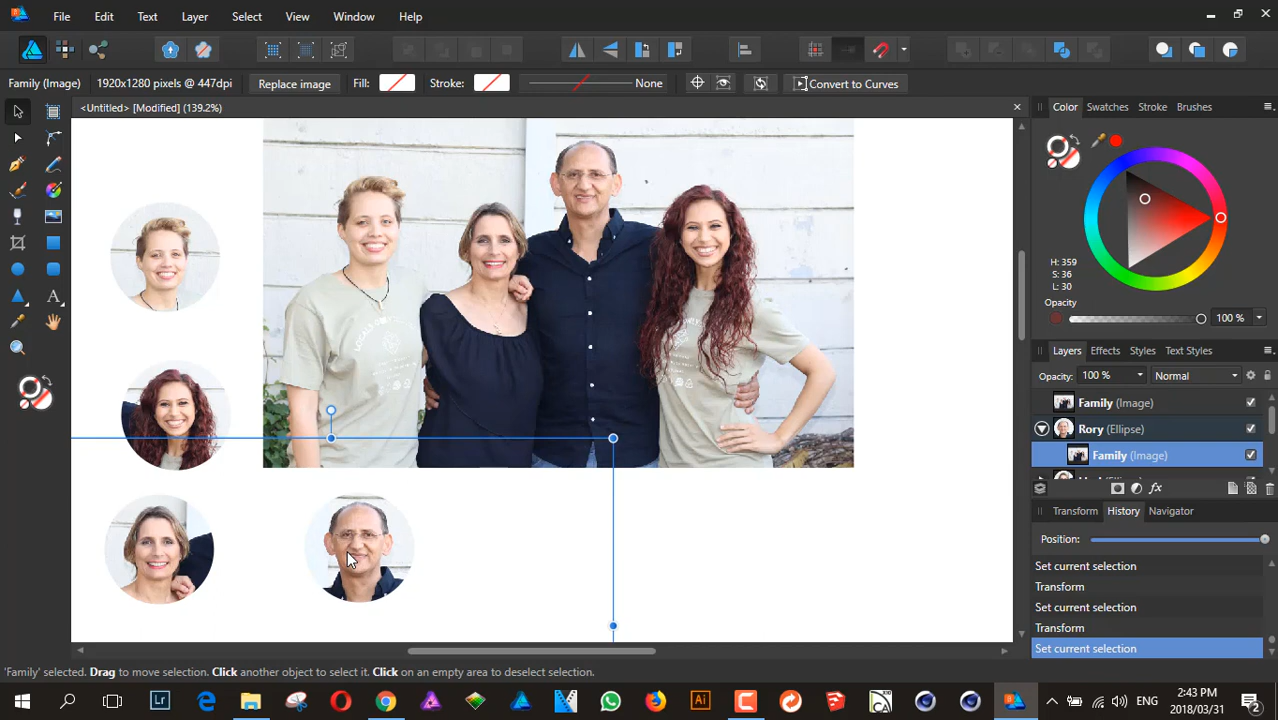 File Edit Text Layer Select View Window Help
Family (Image) 1920x1280 pixels @ 447dpi Replace image Fill: Stroke: None Convert to Curves
<Untitled> [Modified] (139.2%)
Color Swatches Stroke Brushes
H: 359
S: 36
L: 30
Opacity
100 %
Layers Effects Styles Text Styles
Opacity: 100 % Normal
Family (Image)
Rory (Ellipse)
Family (Image)
fx
Transform History Navigator
Position:
Set current selection
Transform
Set current selection
Transform
Set current selection
'Family' selected. Drag to move selection. Click another object to select it. Click on an empty area to deselect selection.
Lr Ai ENG 2:43 PM
2018/03/31
2